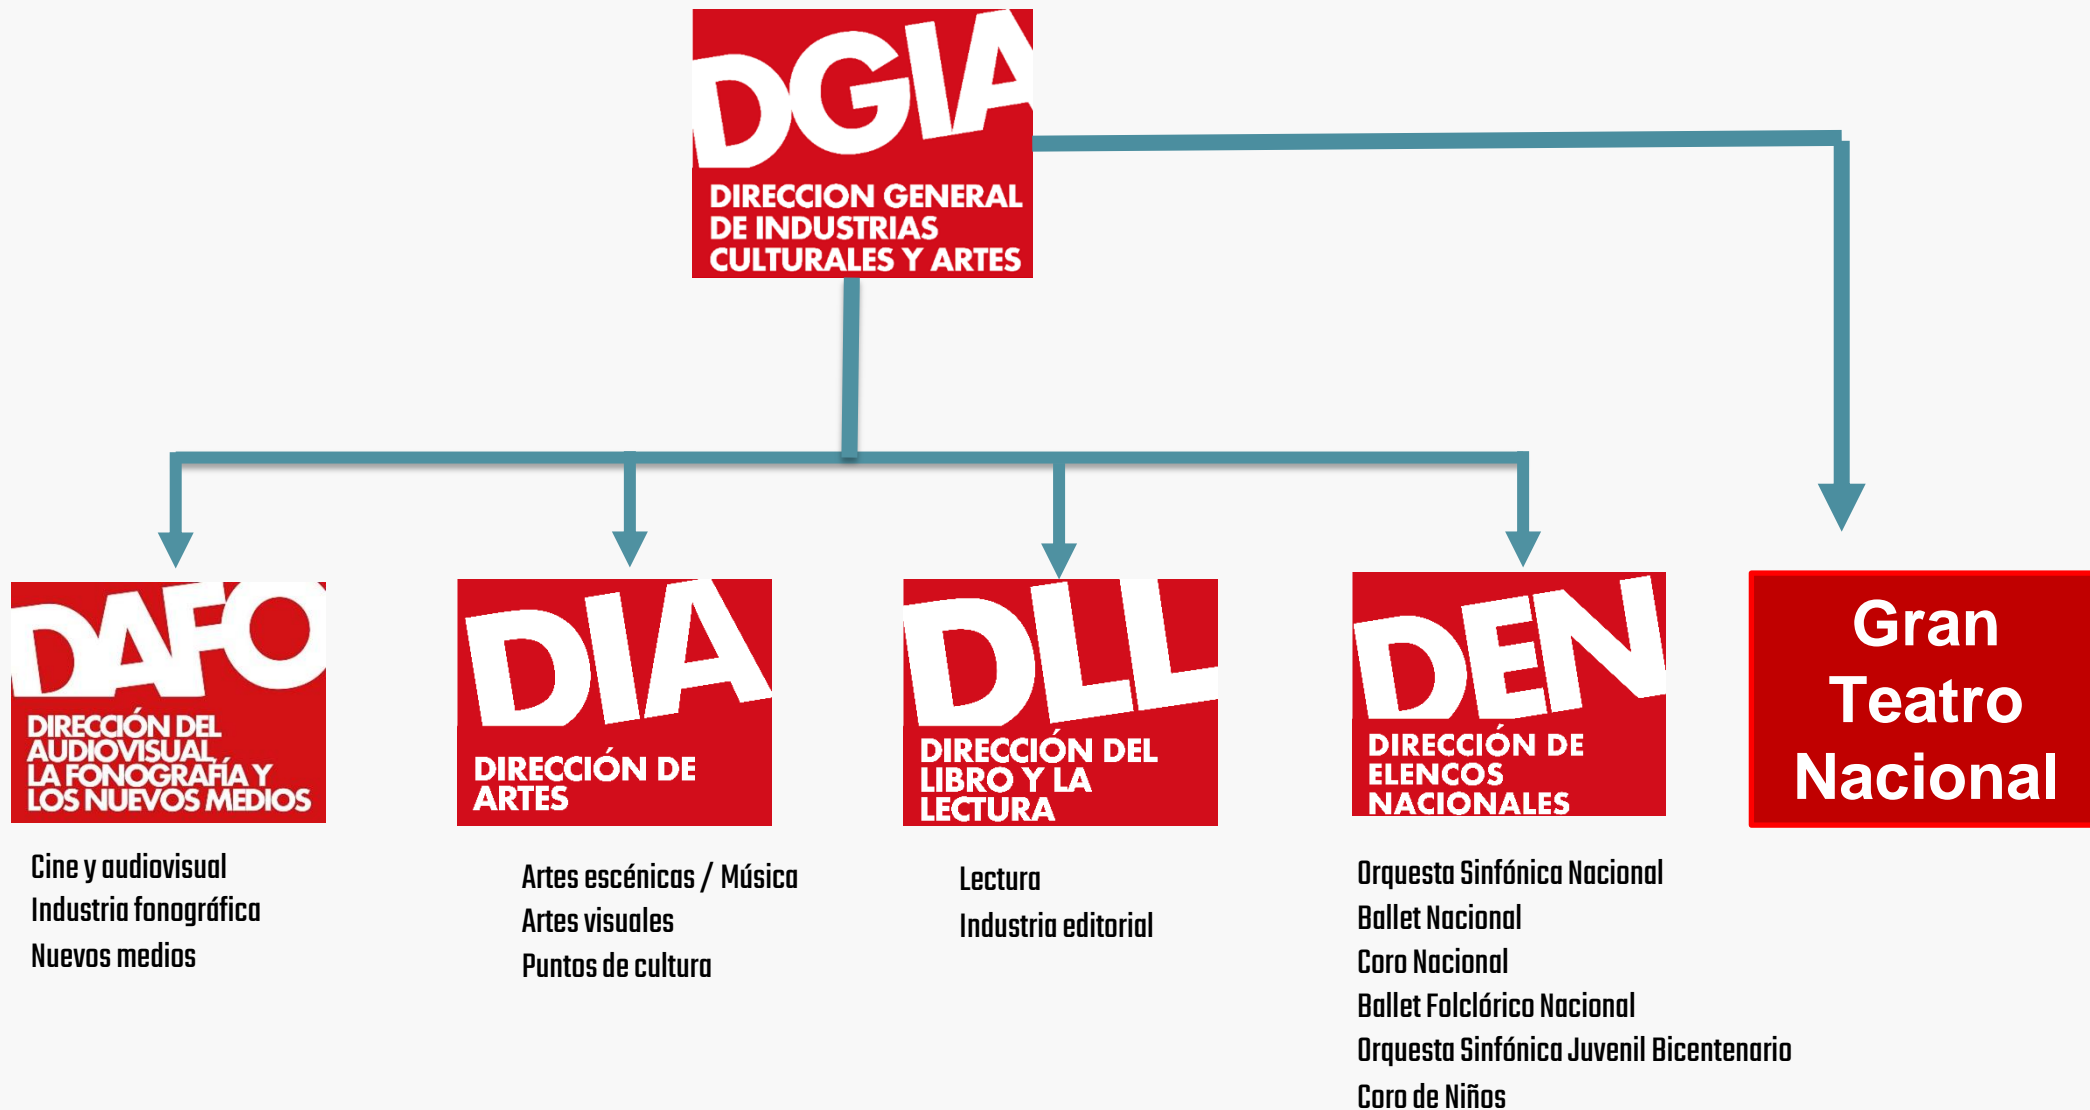 DGIA
DIRECCION GENERAL
DE INDUSTRIAS
CULTURALES Y ARTES
DAFO
DIRECCIÓN DEL
AUDIOVISUAL,
LA FONOGRAFÍA Y
LOS NUEVOS MEDIOS
Cine y audiovisual
Industria fonográfica
Nuevos medios
DIA
DIRECCIÓN DE
ARTES
Artes escénicas / Música
Artes visuales
Puntos de cultura
DLL
DIRECCIÓN DEL
LIBRO Y LA
LECTURA
Lectura
Industria editorial
DEN
DIRECCIÓN DE
ELENCOS
NACIONALES
Orquesta Sinfónica Nacional
Ballet Nacional
Coro Nacional
Ballet Folclórico Nacional
Orquesta Sinfónica Juvenil Bicentenario
Coro de Niños
Gran
Teatro
Nacional